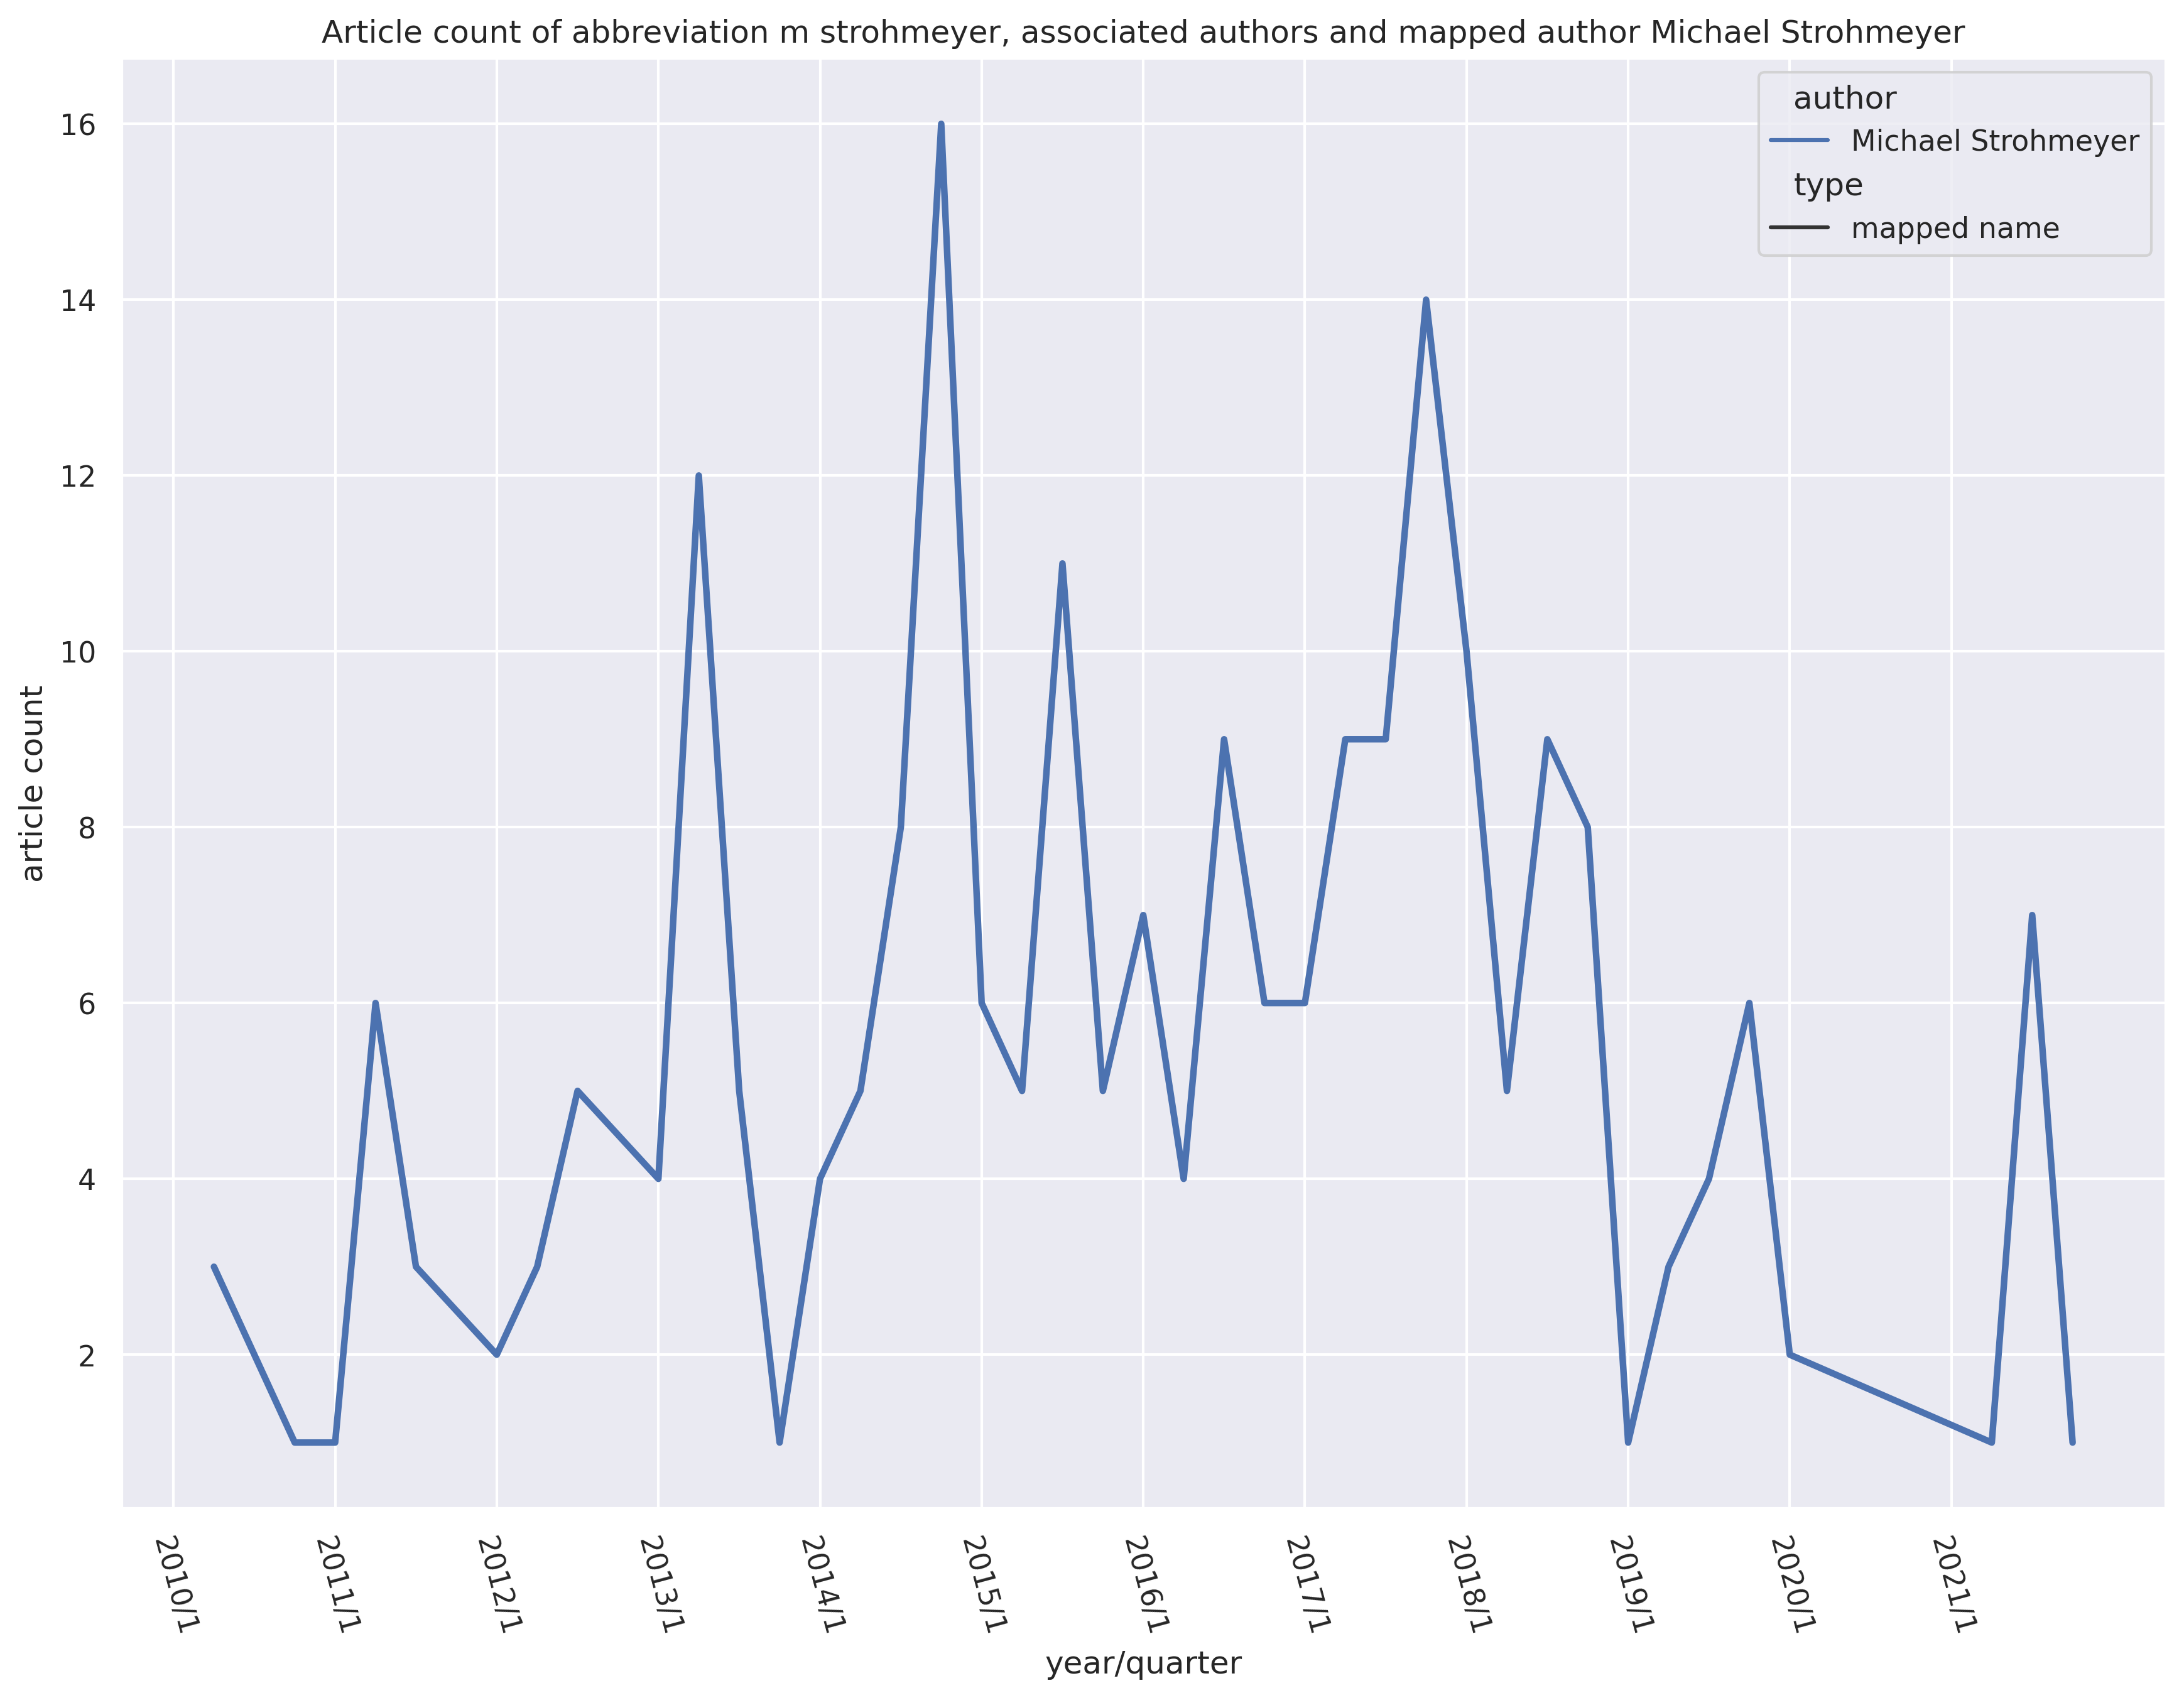 Article count of abbreviation m strohmeyer, associated authors and mapped author Michael Strohmeyer
author
Michael Strohmeyer
type
mapped name
16
14
12
10
8
6
4
2
article count
2010/1
2011/1
2012/1
2013/1
2014/1
2015/1
2016/1
2017/1
2018/1
2019/1
2020/1
2021/1
year/quarter